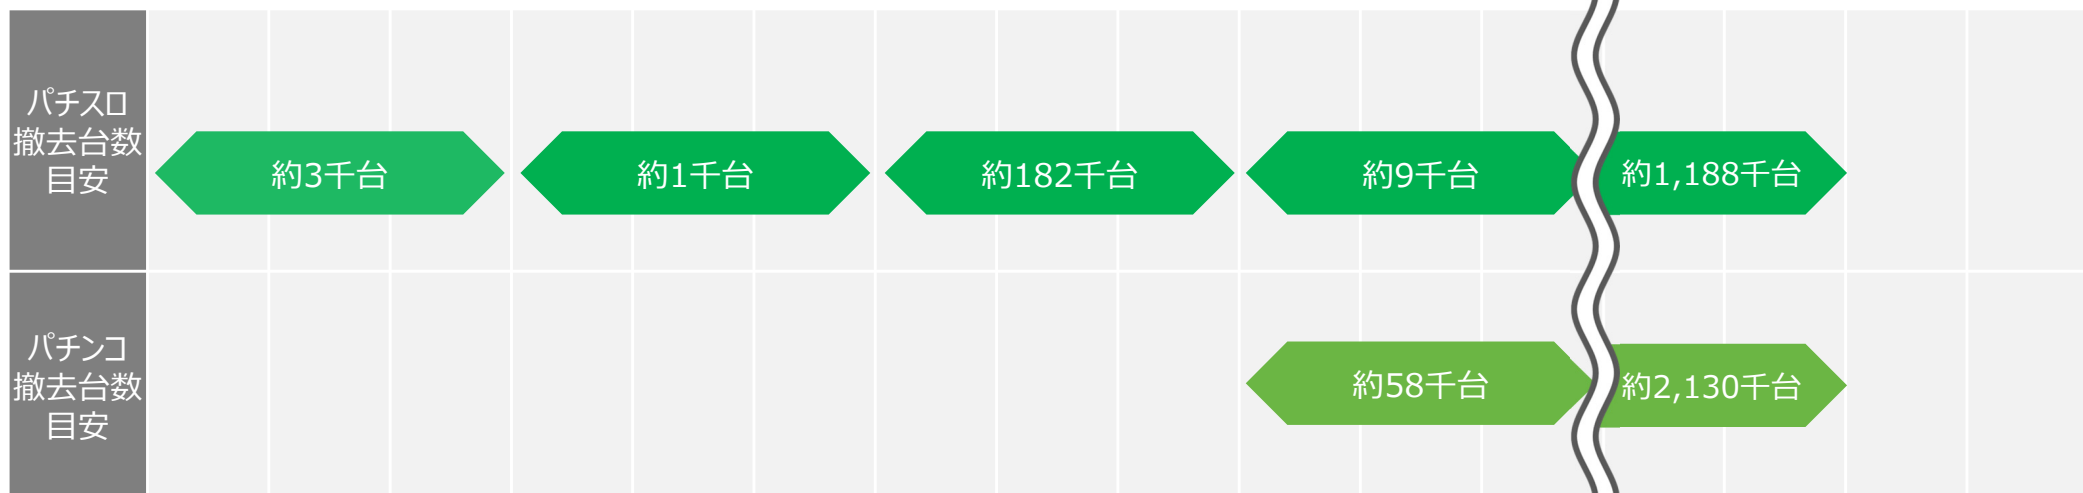 パチスロ
撤去台数
目安
約3千台
約1千台
約182千台
約9千台
約1,188千台
パチンコ
撤去台数
目安
約58千台
約2,130千台